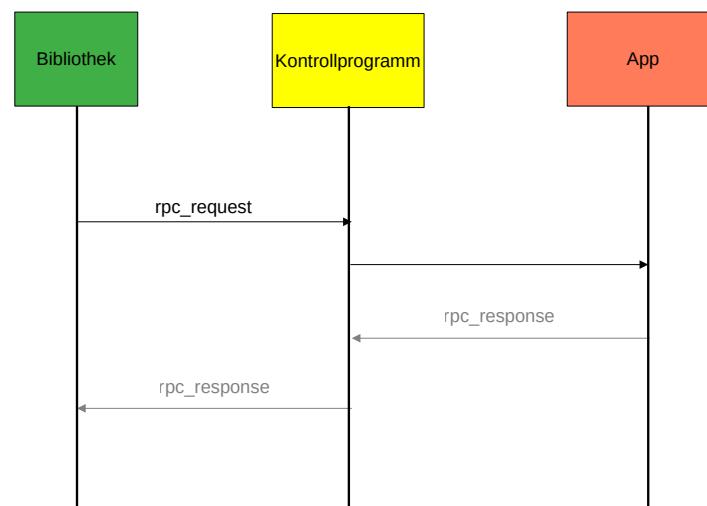 Bibliothek
Kontrollprogramm
App
rpc_request
rpc_response
rpc_response